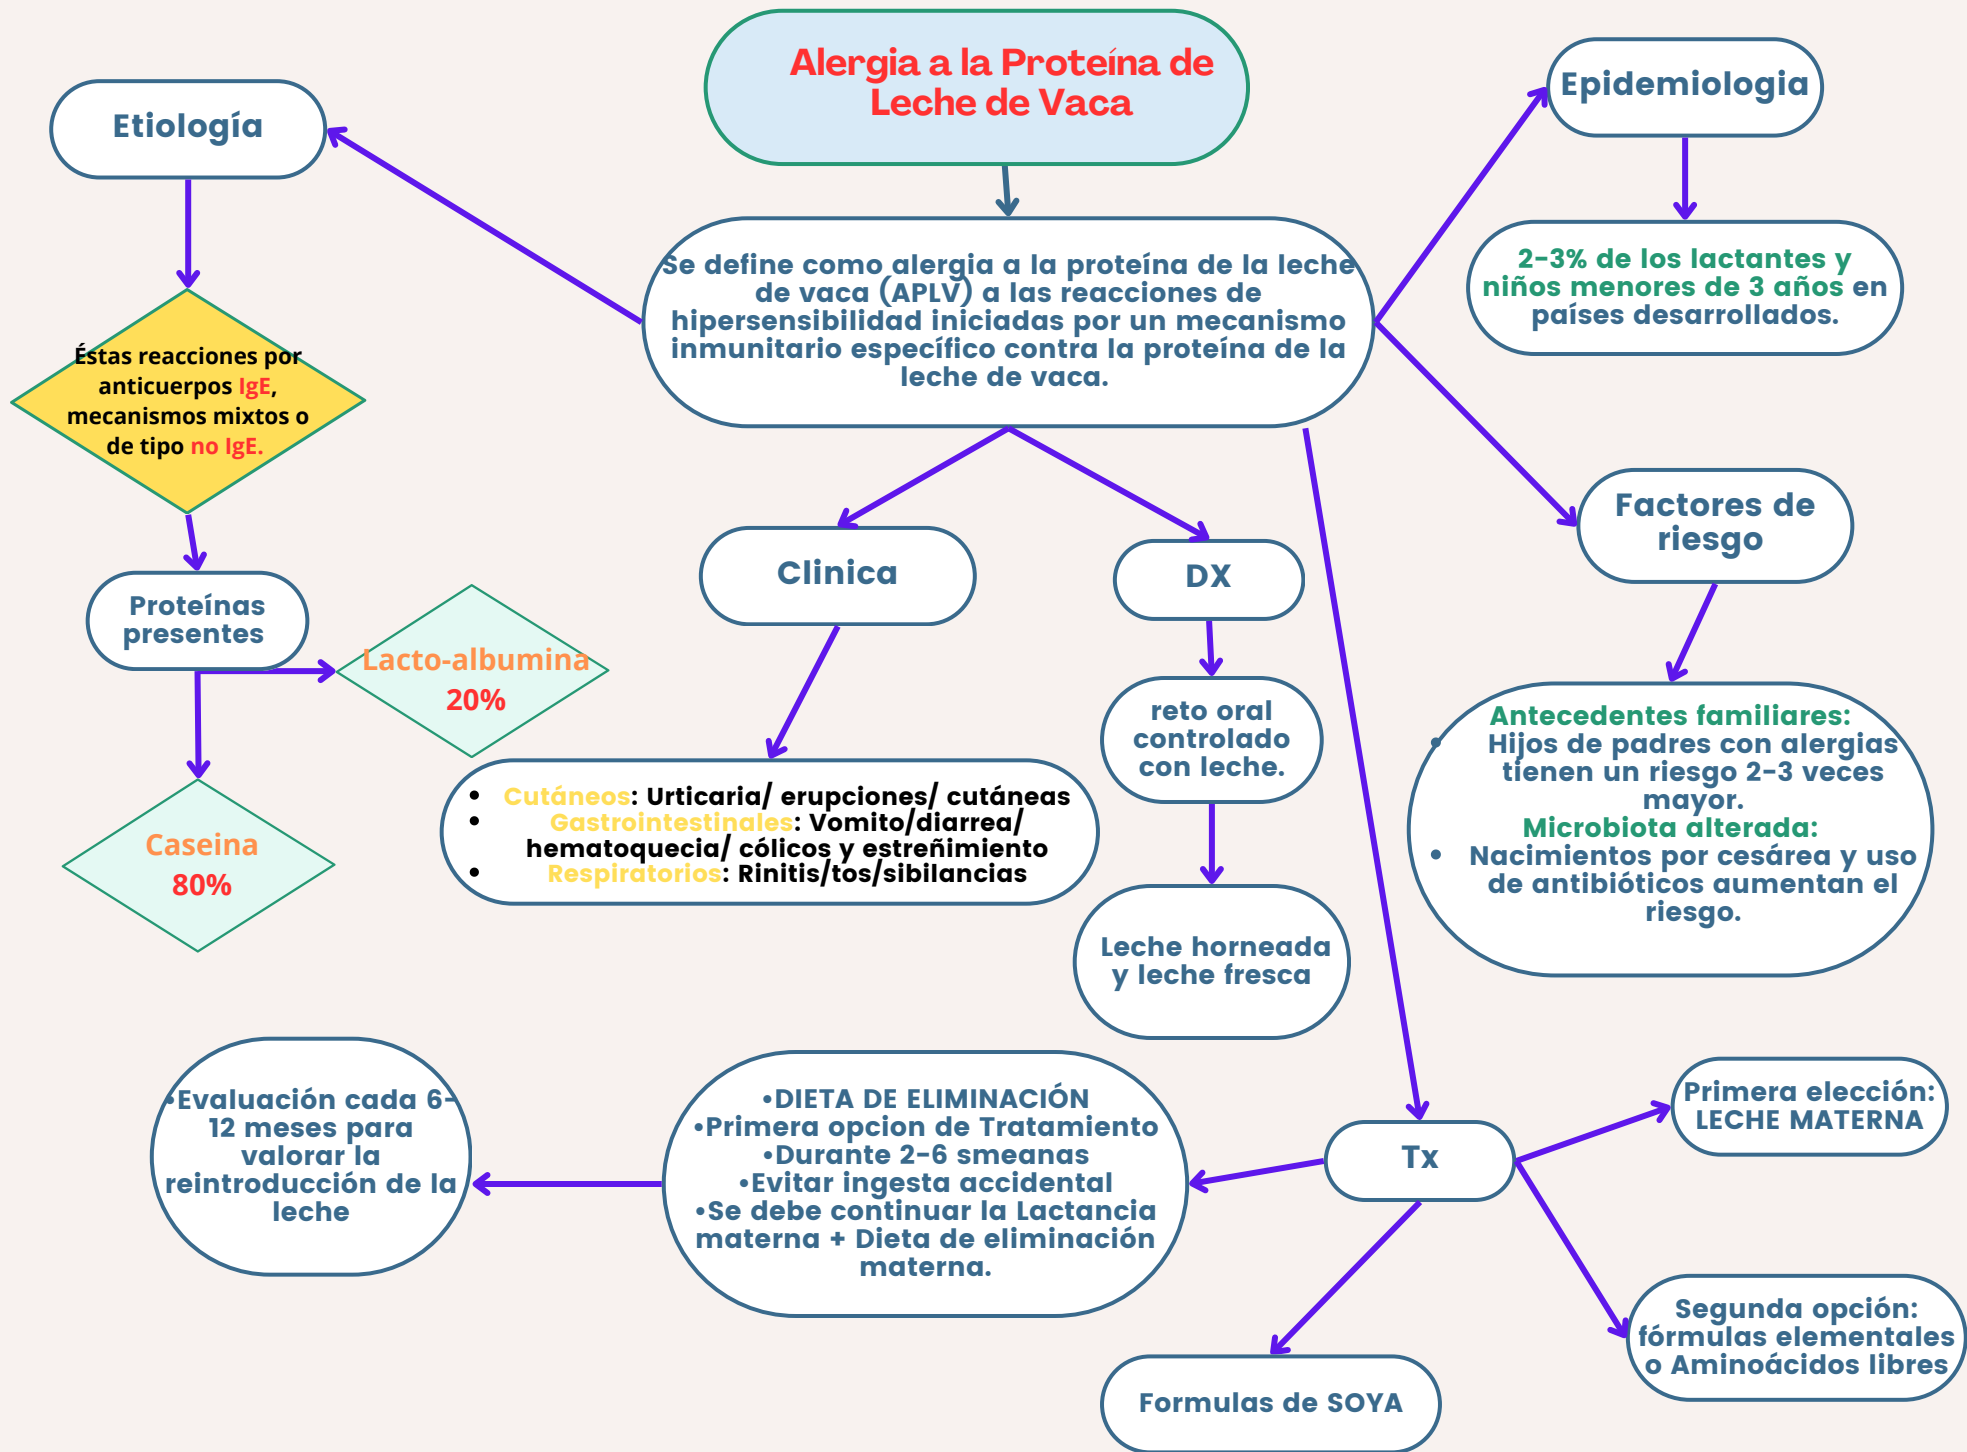 Alergia a la Proteína de
Leche de Vaca
Etiología
Epidemiologia
Se define como alergia a la proteína de la leche
de vaca (APLV) a las reacciones de
hipersensibilidad iniciadas por un mecanismo
inmunitario específico contra la proteína de la
leche de vaca.
2-3% de los lactantes y
niños menores de 3 años en
países desarrollados.
Éstas reacciones por
anticuerpos IgE,
mecanismos mixtos o
de tipo no IgE.
Factores de
riesgo
Clinica
DX
Proteínas
presentes
Lacto-albumina
20%
Caseina
80%
reto oral
controlado
con leche.
Antecedentes familiares:
• Hijos de padres con alergias
tienen un riesgo 2-3 veces
mayor.
Microbiota alterada:
• Nacimientos por cesárea y uso
de antibióticos aumentan el
riesgo.
• Cutáneos: Urticaria/ erupciones/ cutáneas
• Gastrointestinales: Vomito/diarrea/
hematoquecia/ cólicos y estreñimiento
• Respiratorios: Rinitis/tos/sibilancias
Leche horneada
y leche fresca
•Evaluación cada 6-
12 meses para
valorar la
reintroducción de la
leche
•DIETA DE ELIMINACIÓN
•Primera opcion de Tratamiento
•Durante 2-6 smeanas
•Evitar ingesta accidental
•Se debe continuar la Lactancia
materna + Dieta de eliminación
materna.
Tx
Primera elección:
LECHE MATERNA
Segunda opción:
fórmulas elementales
o Aminoácidos libres
Formulas de SOYA